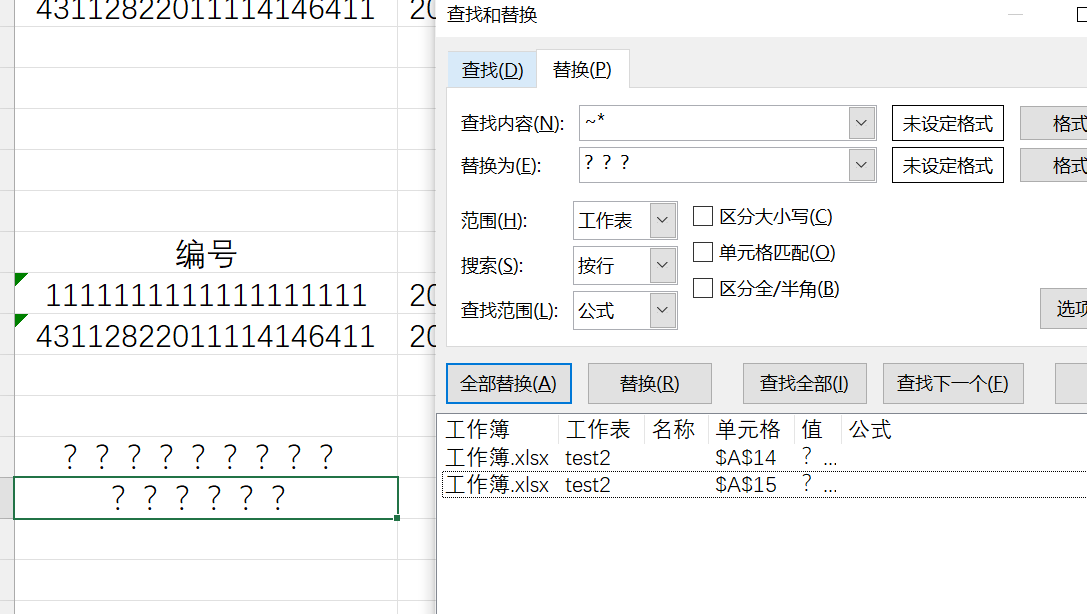 43112822011114146411 20
编号
1111111111111111111 20
43112822011114146411 20
? ? ? ? ? ? ? ? ?
? ? ? ? ? ?
查找和替换
查找(D) 替换(P)
查找内容(N): ~* 未设定格式 格式
替换为(E): ? ? ? 未设定格式 格式
范围(H): 工作表 区分大小写(C)
搜索(S): 按行 单元格匹配(O)
查找范围(L): 公式 区分全/半角(B)
选项
全部替换(A) 替换(R) 查找全部(I) 查找下一个(F)
工作簿 工作表 名称 单元格 值 公式
工作簿.xlsx test2 $A$14 ? ...
工作簿.xlsx test2 $A$15 ? ...